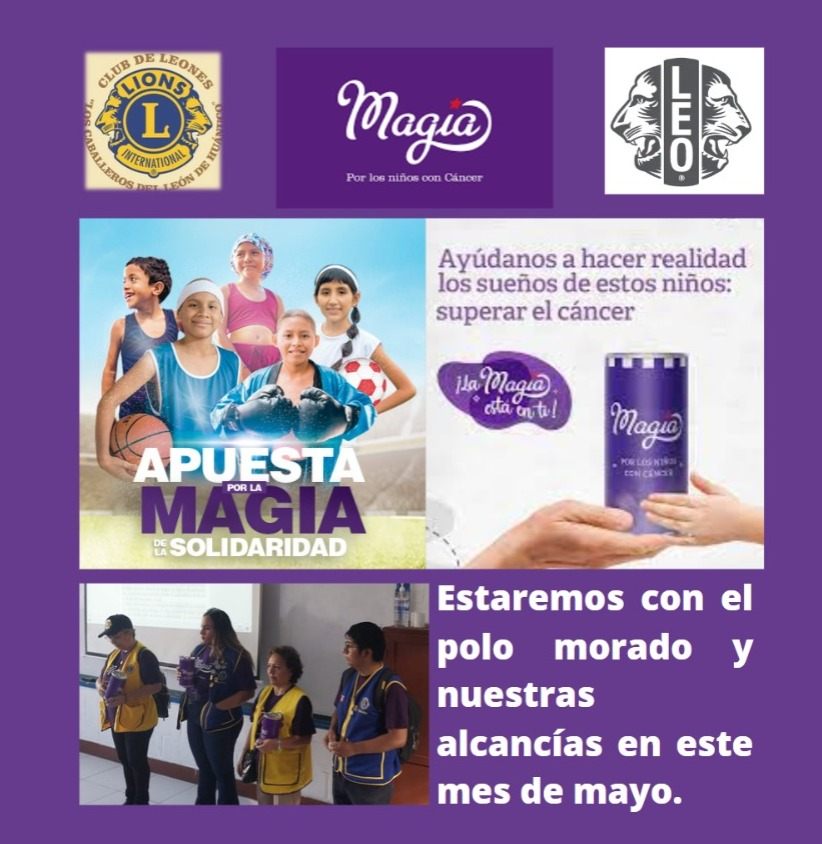 CLUB DE LEONES
LIONS
L
INTERNATIONAL
"LOS CABALLEROS DEL LEÓN DE HUÁNUCO"
Magia
Por los niños con Cáncer
LEO
APUESTA
POR LA
MAGIA
DE LA SOLIDARIDAD
Ayúdanos a hacer realidad
los sueños de estos niños:
superar el cáncer
¡La Magia
está en ti!
Magia
POR LOS NIÑOS
CON CÁNCER
Estaremos con el
polo morado y
nuestras
alcancías en este
mes de mayo.